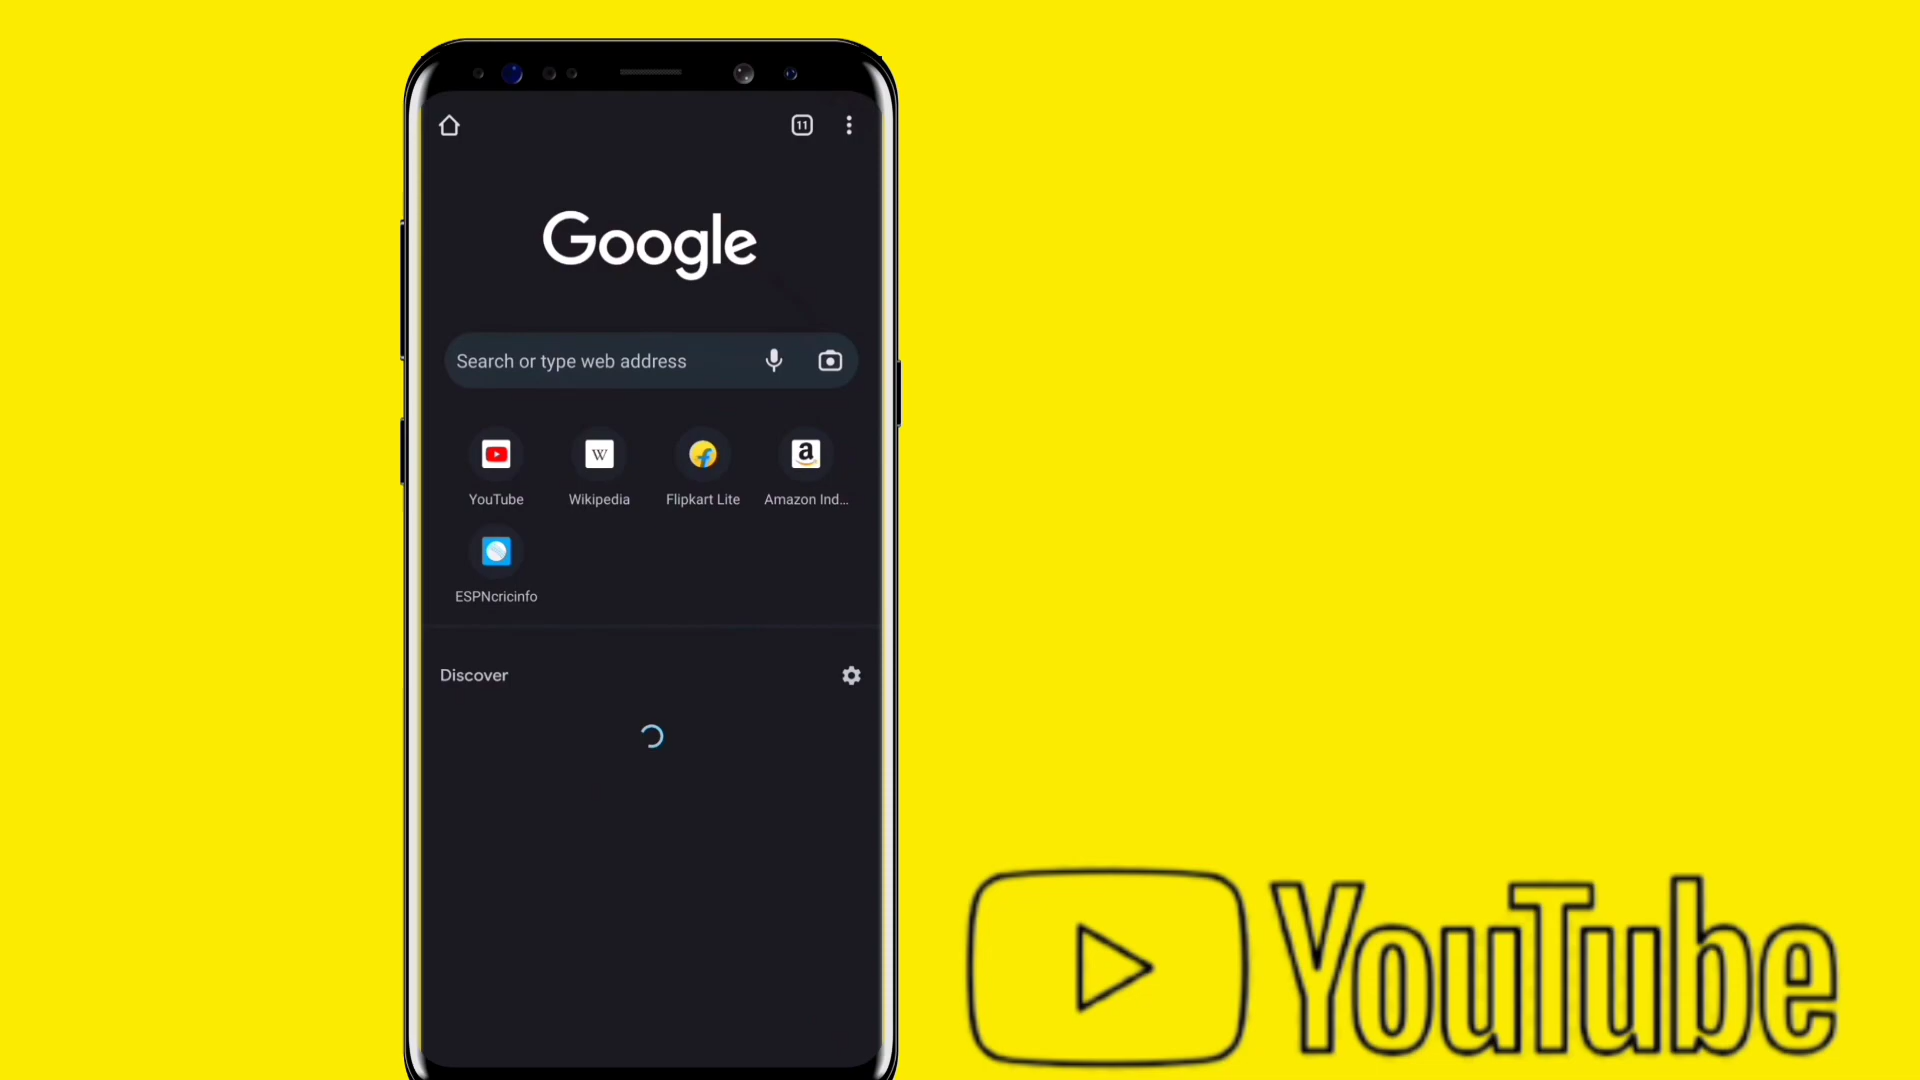 11
Google
Search or type web address
W
a
YouTube
Wikipedia
Flipkart Lite
Amazon Ind...
ESPNcricinfo
Discover
YouTube